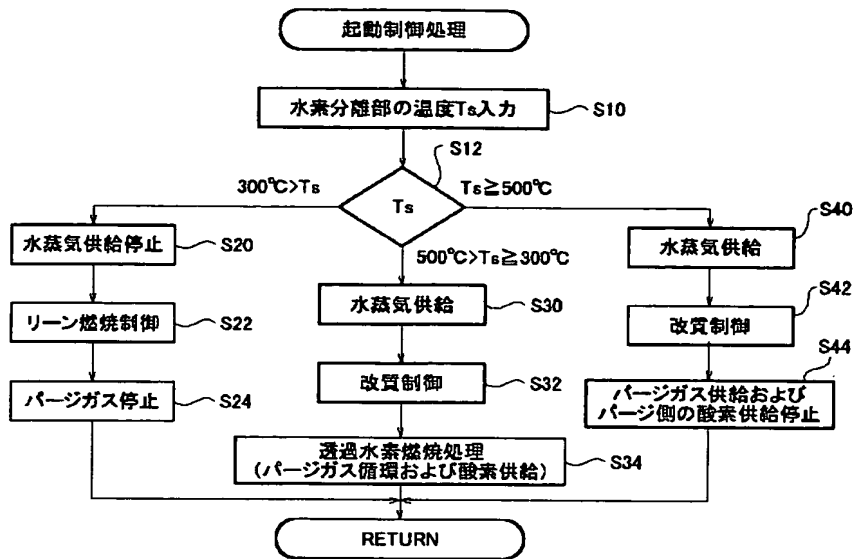 起動制御処理
水素分離部の温度Ts入力
S10
S12
300℃>Ts
Ts≧500℃
Ts
S40
水蒸気供給停止
S20
500℃>Ts≧300℃
水蒸気供給
S42
リーン燃焼制御
S22
水蒸気供給
S30
改質制御
S44
パージガス停止
S24
改質制御
S32
パージガス供給および
パージ側の酸素供給停止
透過水素燃焼処理
(パージガス循環および酸素供給)
S34
RETURN